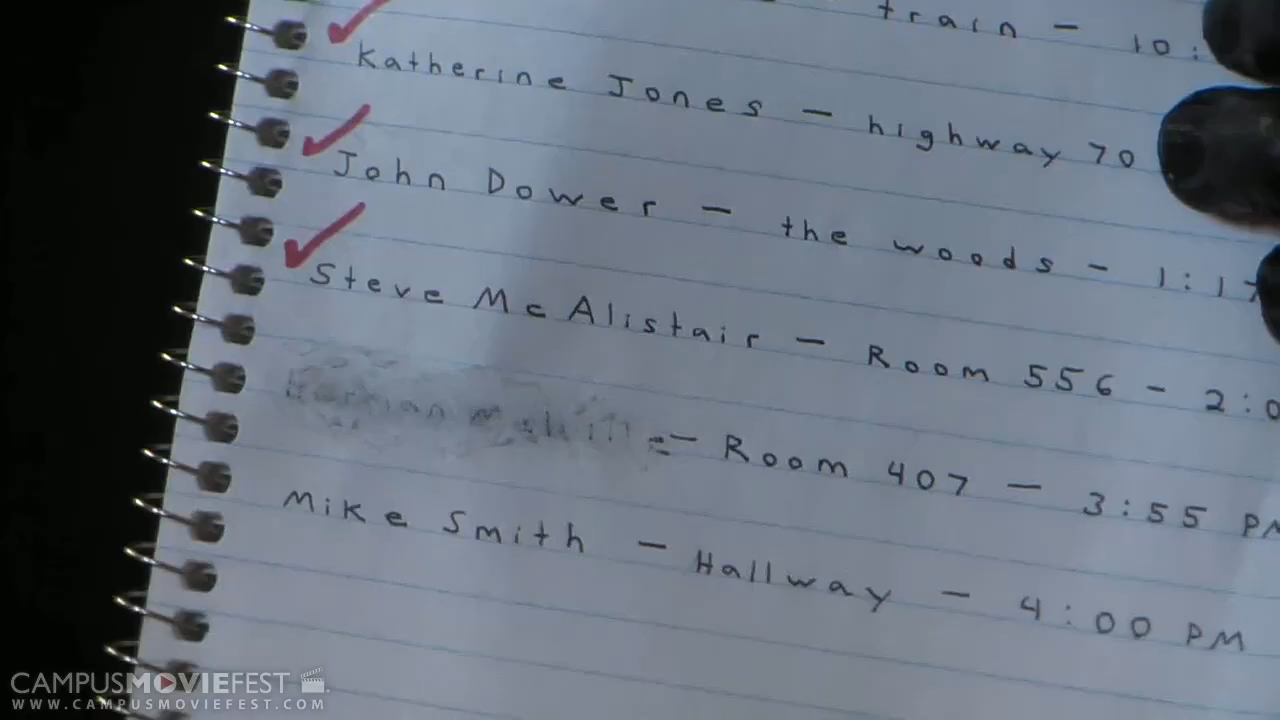 train - 10:
Katherine Jones - highway 70
John Dower - the woods - 1:17
Steve McAlistair - Room 556 - 2:0
- Room 407 - 3:55 PM
Mike Smith - Hallway - 4:00 PM
CAMPUSMOVIEFEST
WWW.CAMPUSMOVIEFEST.COM